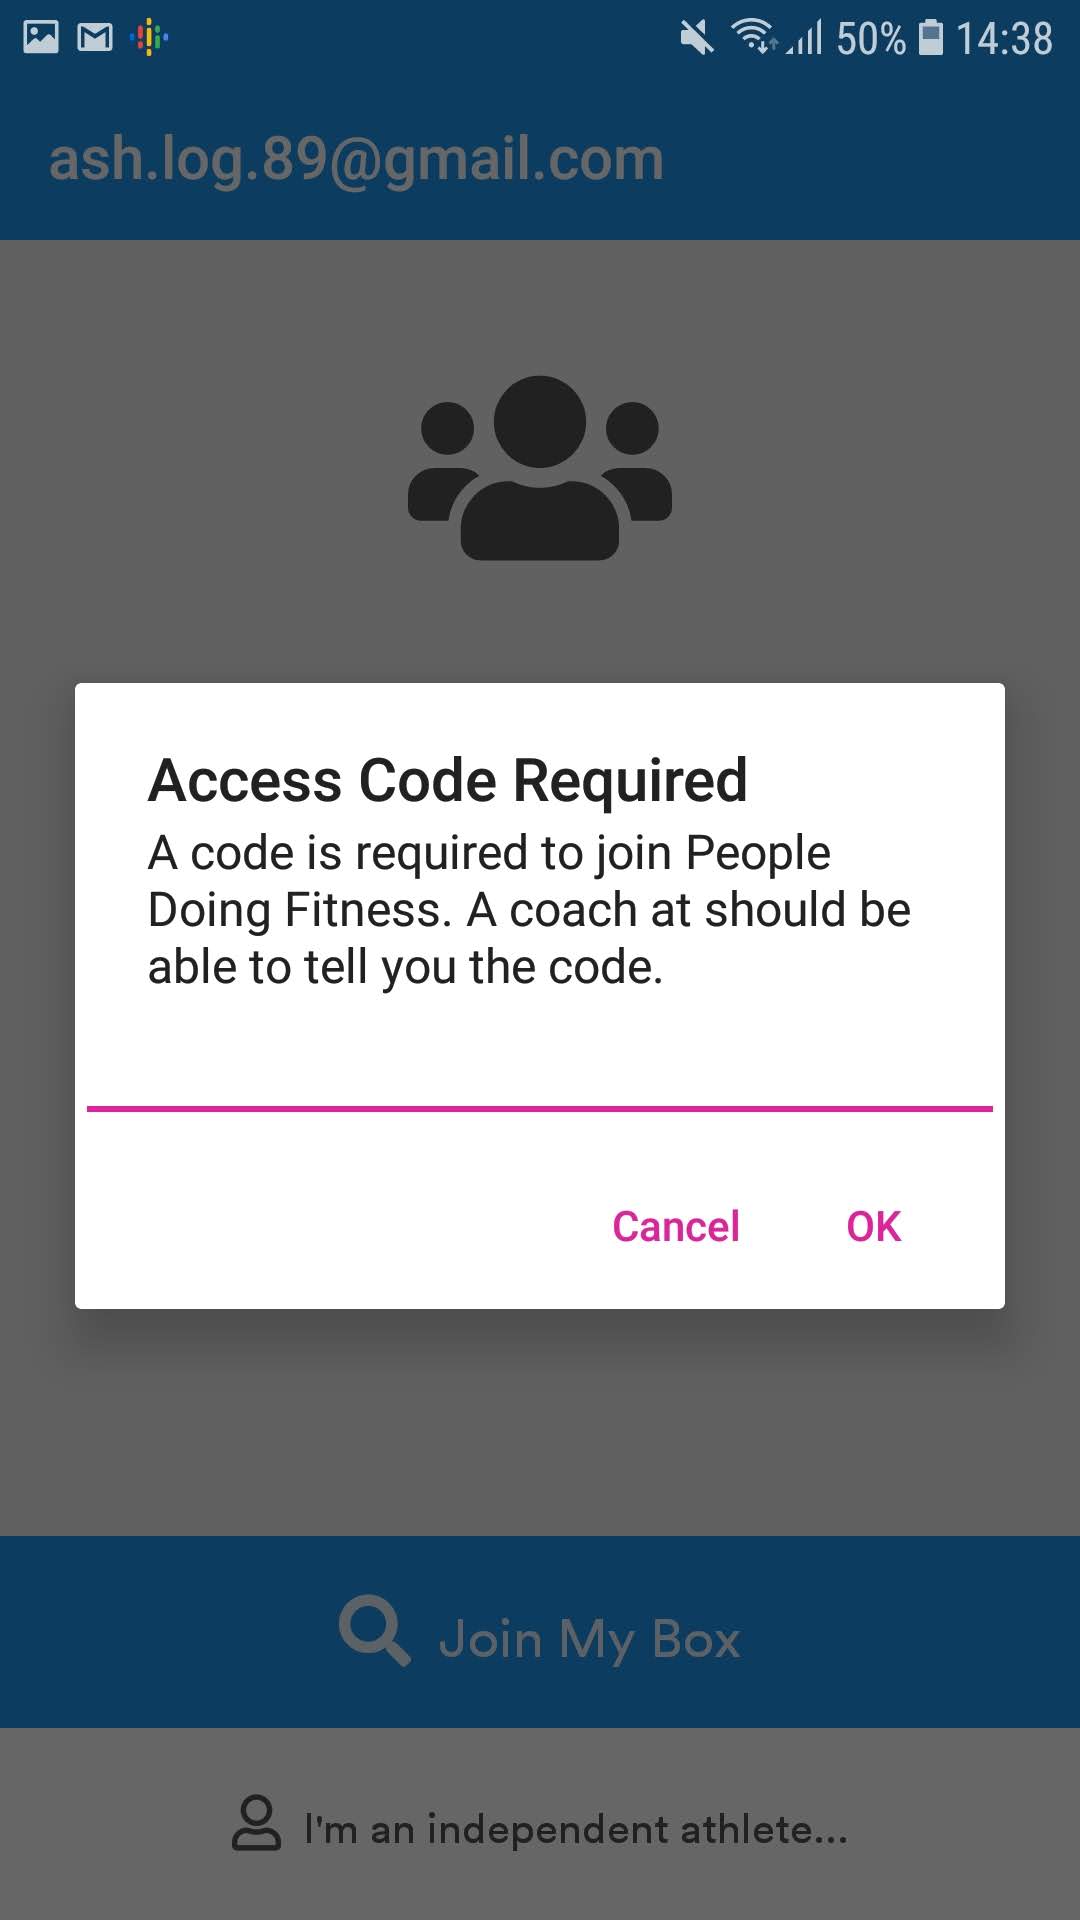 50% 14:38
ash.log.89@gmail.com
Access Code Required
A code is required to join People
Doing Fitness. A coach at should be
able to tell you the code.
Cancel OK
Join My Box
I'm an independent athlete...